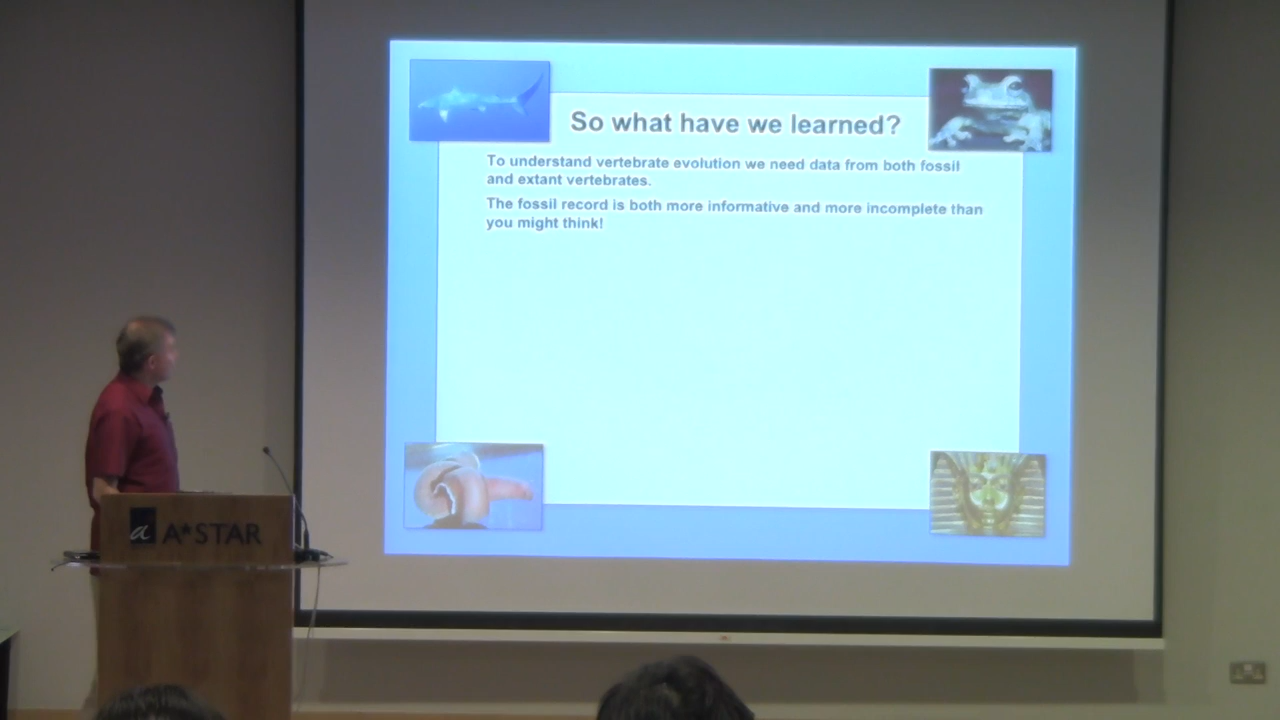 So what have we learned?
To understand vertebrate evolution we need data from both fossil
and extant vertebrates.
The fossil record is both more informative and more incomplete than
you might think!
a A*STAR